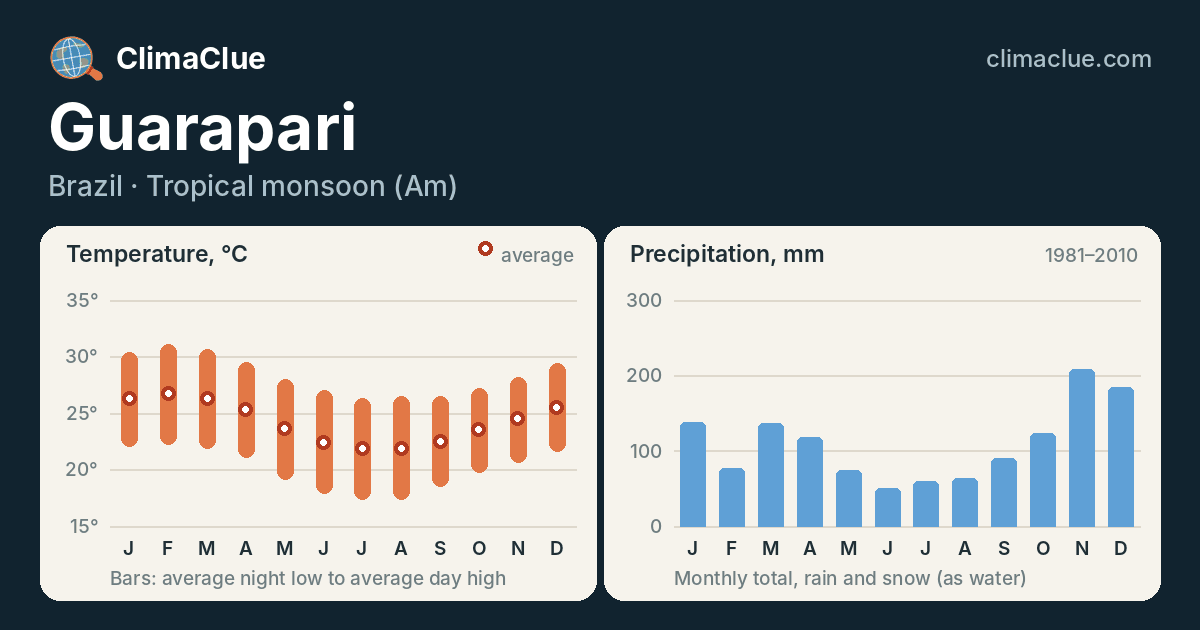 ClimaClue
climaclue.com
Guarapari
Brazil · Tropical monsoon (Am)
Temperature, °C
average
35°
30°
25°
20°
15°
J F M A M J J A S O N D
Bars: average night low to average day high
Precipitation, mm
1981–2010
300
200
100
0
J F M A M J J A S O N D
Monthly total, rain and snow (as water)